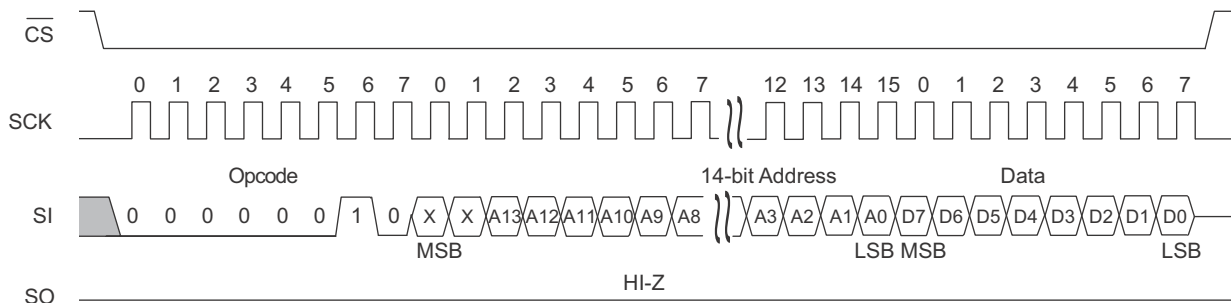 CS
0 1 2 3 4 5 6 7 0 1 2 3 4 5 6 7 12 13 14 15 0 1 2 3 4 5 6 7
SCK
Opcode 14-bit Address Data
SI 0 0 0 0 0 0 1 0 X X A13 A12 A11 A10 A9 A8 A3 A2 A1 A0 D7 D6 D5 D4 D3 D2 D1 D0
MSB LSB MSB LSB
HI-Z
SO